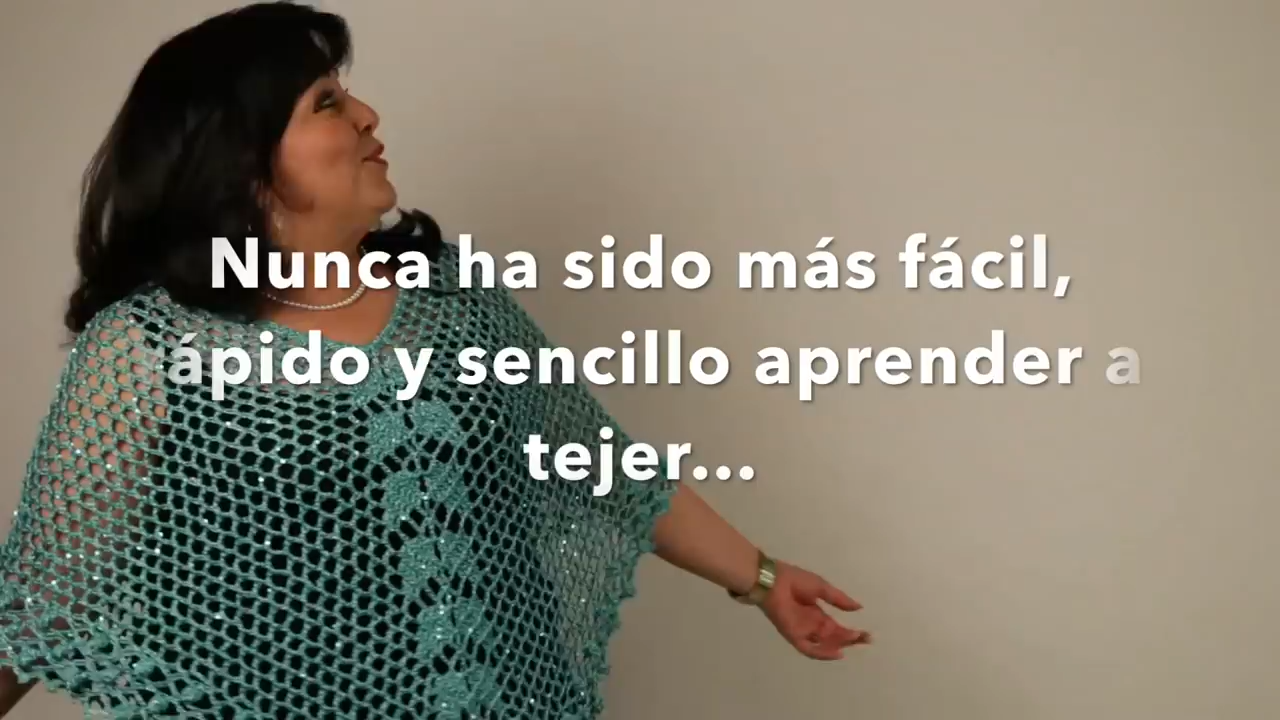 Nunca ha sido más fácil,
rápido y sencillo aprender a
tejer...